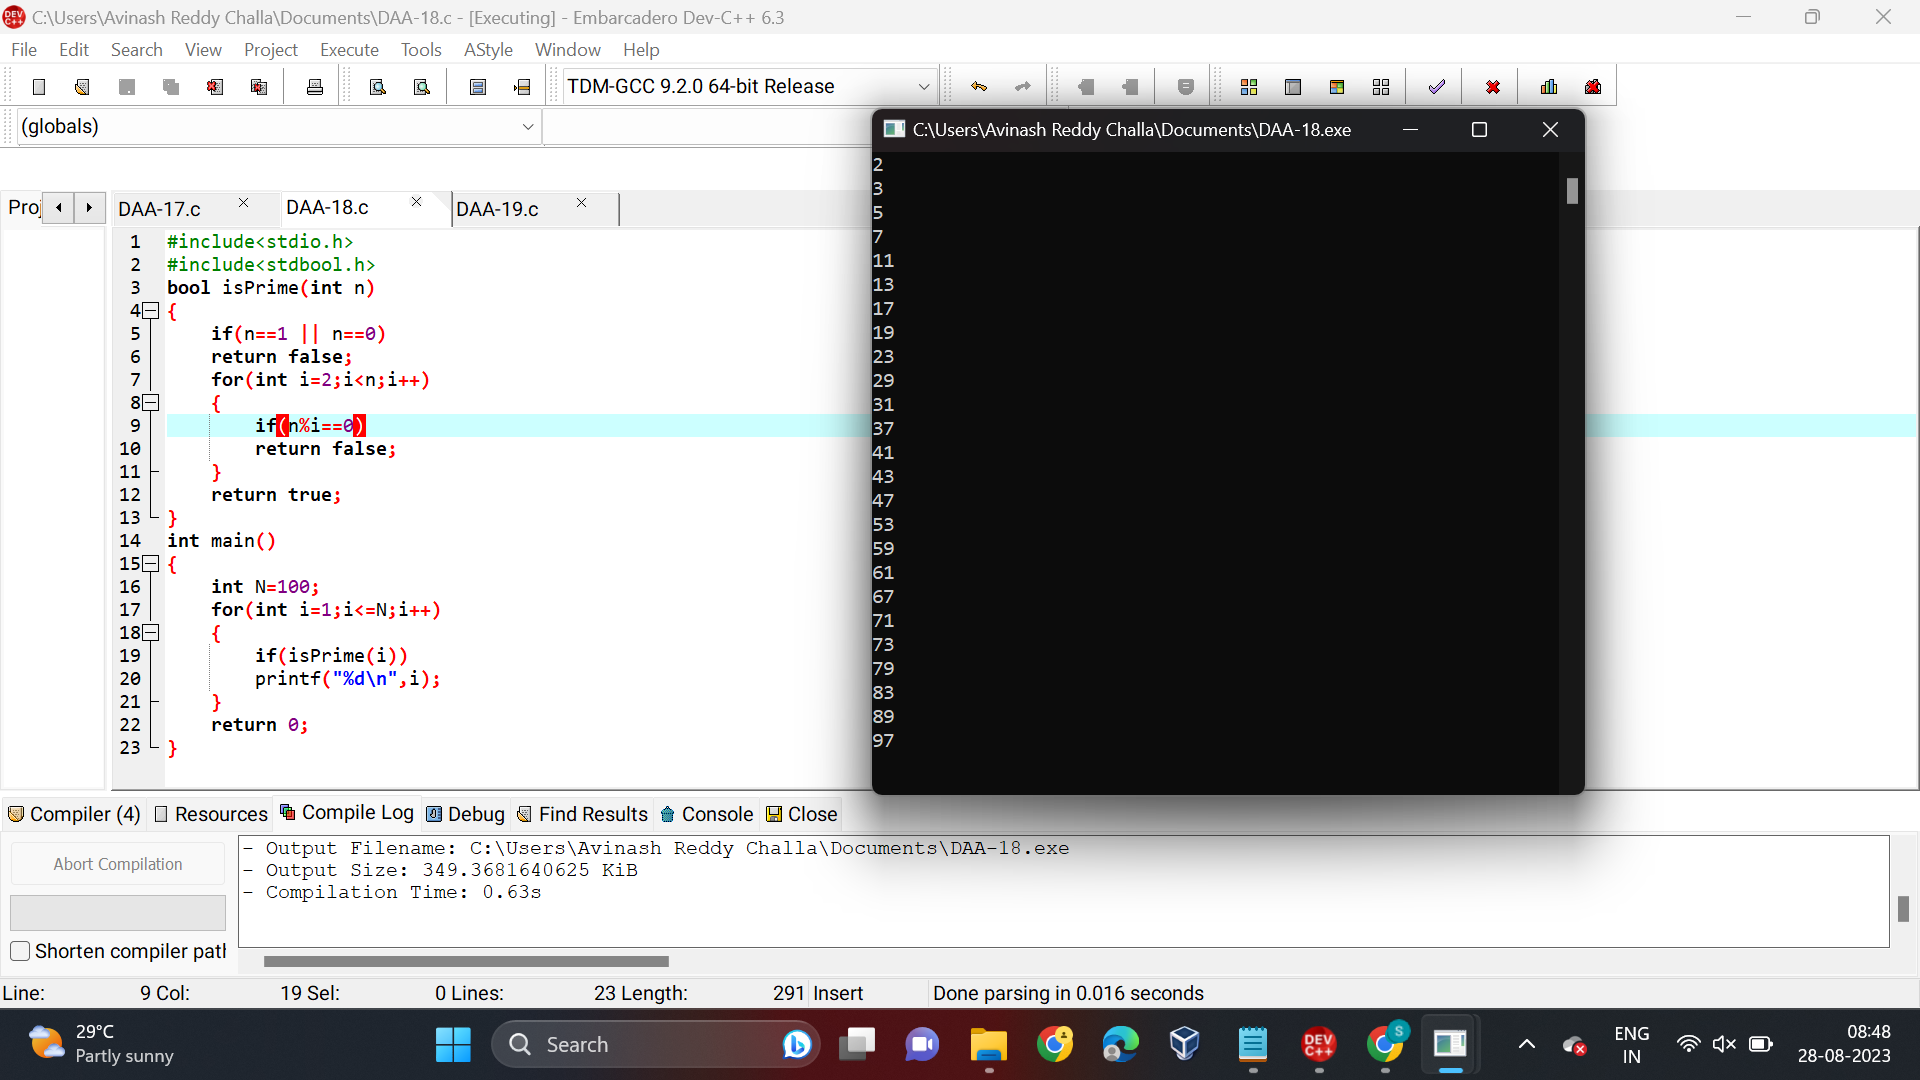 C:\Users\Avinash Reddy Challa\Documents\DAA-18.c - [Executing] - Embarcadero Dev-C++ 6.3
File Edit Search View Project Execute Tools AStyle Window Help
TDM-GCC 9.2.0 64-bit Release
(globals)
Proj
DAA-17.c DAA-18.c DAA-19.c
1 #include<stdio.h>
2 #include<stdbool.h>
3 bool isPrime(int n)
4 {
5 if(n==1 || n==0)
6 return false;
7 for(int i=2;i<n;i++)
8 {
9 if(n%i==0)
10 return false;
11 }
12 return true;
13 }
14 int main()
15 {
16 int N=100;
17 for(int i=1;i<=N;i++)
18 {
19 if(isPrime(i))
20 printf("%d\n",i);
21 }
22 return 0;
23 }
C:\Users\Avinash Reddy Challa\Documents\DAA-18.exe
2
3
5
7
11
13
17
19
23
29
31
37
41
43
47
53
59
61
67
71
73
79
83
89
97
Compiler (4) Resources Compile Log Debug Find Results Console Close
Abort Compilation
Shorten compiler path
- Output Filename: C:\Users\Avinash Reddy Challa\Documents\DAA-18.exe
- Output Size: 349.3681640625 KiB
- Compilation Time: 0.63s
Line: 9 Col: 19 Sel: 0 Lines: 23 Length: 291 Insert Done parsing in 0.016 seconds
29°C
Partly sunny
Search
DEV C++
S
ENG
IN
08:48
28-08-2023